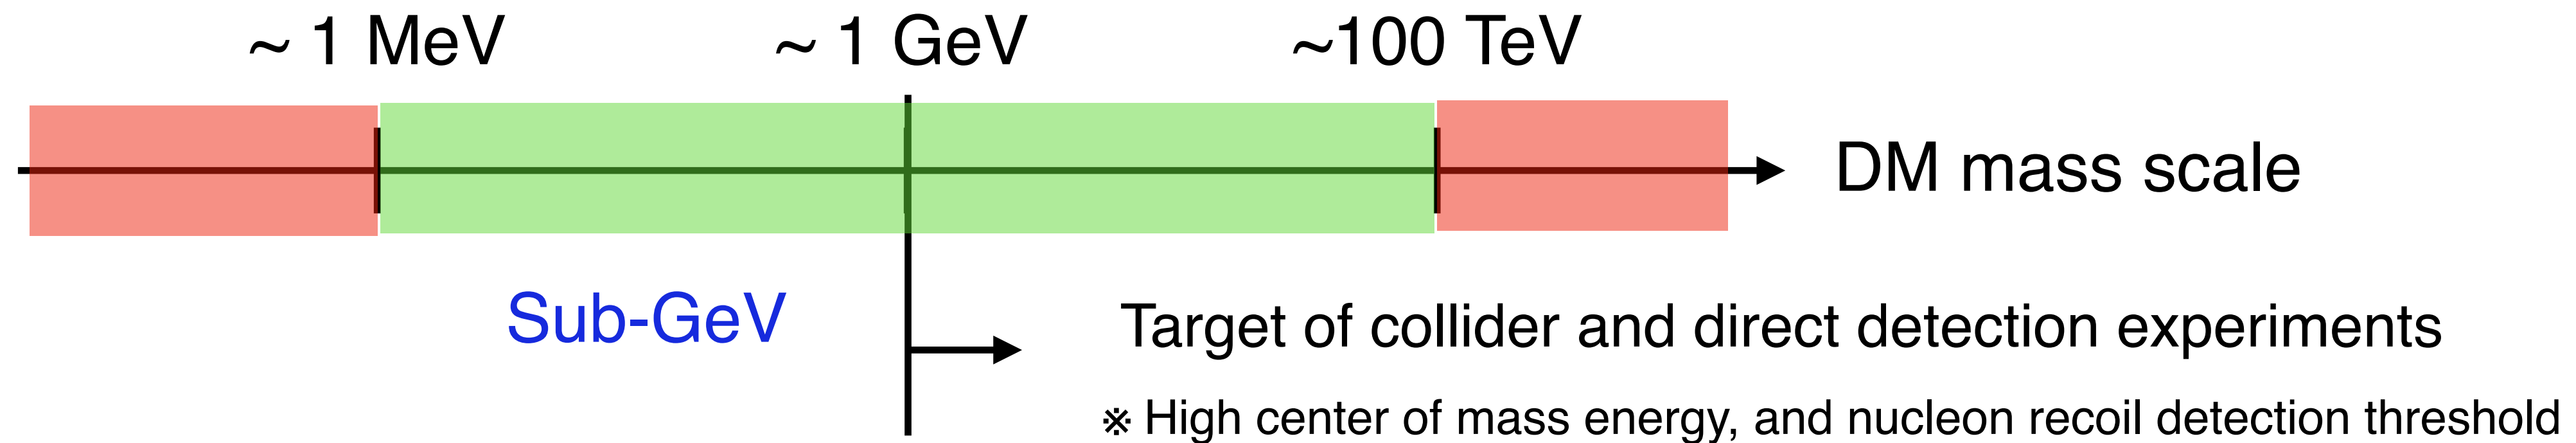 ~ 1 MeV
~ 1 GeV
~100 TeV
DM mass scale
Sub-GeV
Target of collider and direct detection experiments
※ High center of mass energy, and nucleon recoil detection threshold